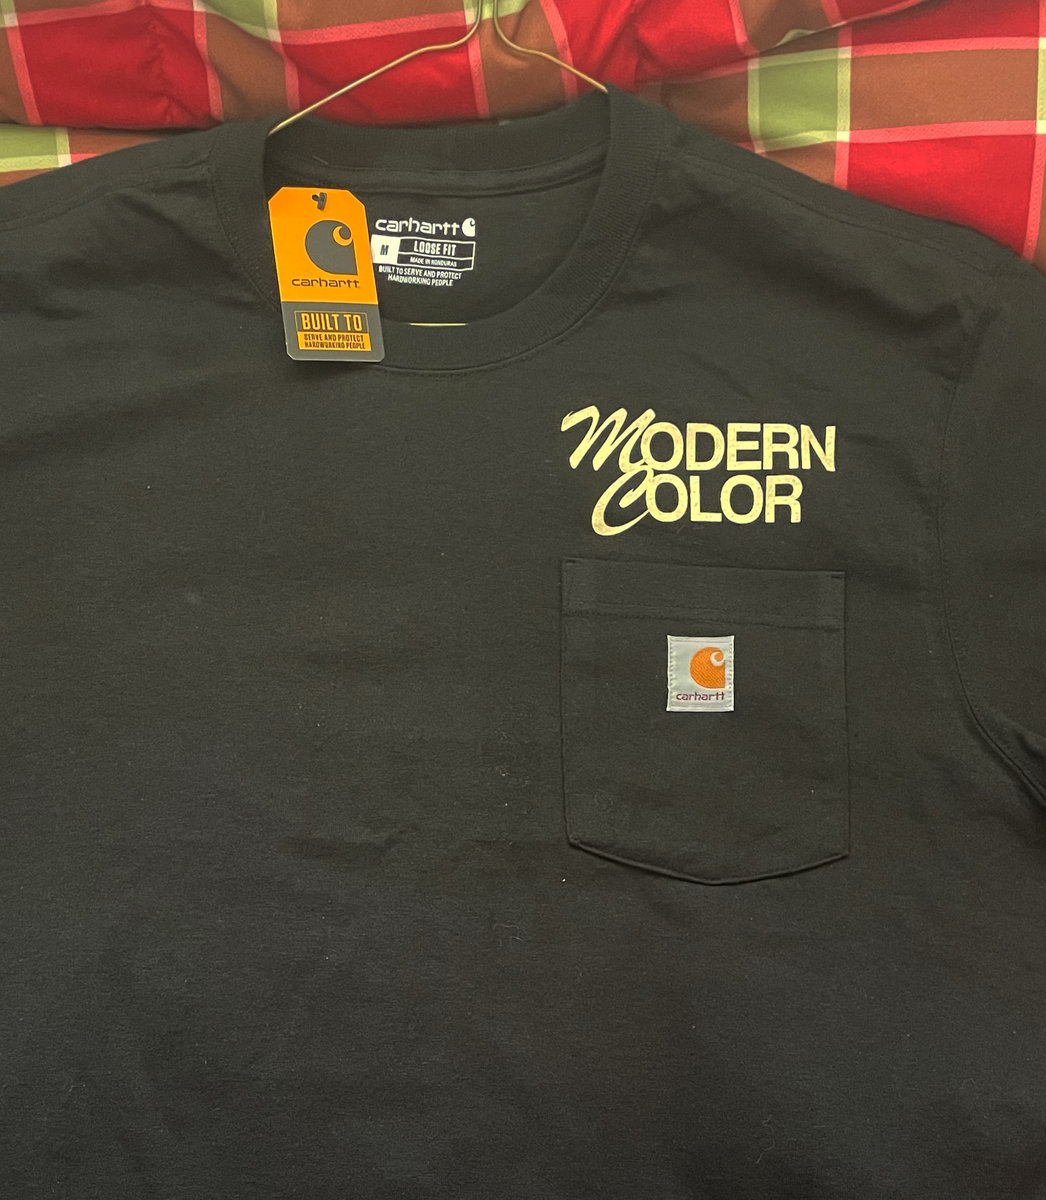 carhartt
M
LOOSE FIT
MADE IN HONDURAS
BUILT TO SERVE AND PROTECT
HARDWORKING PEOPLE
carhartt
BUILT TO
SERVE AND PROTECT
HARDWORKING PEOPLE
MODERN
COLOR
carhartt